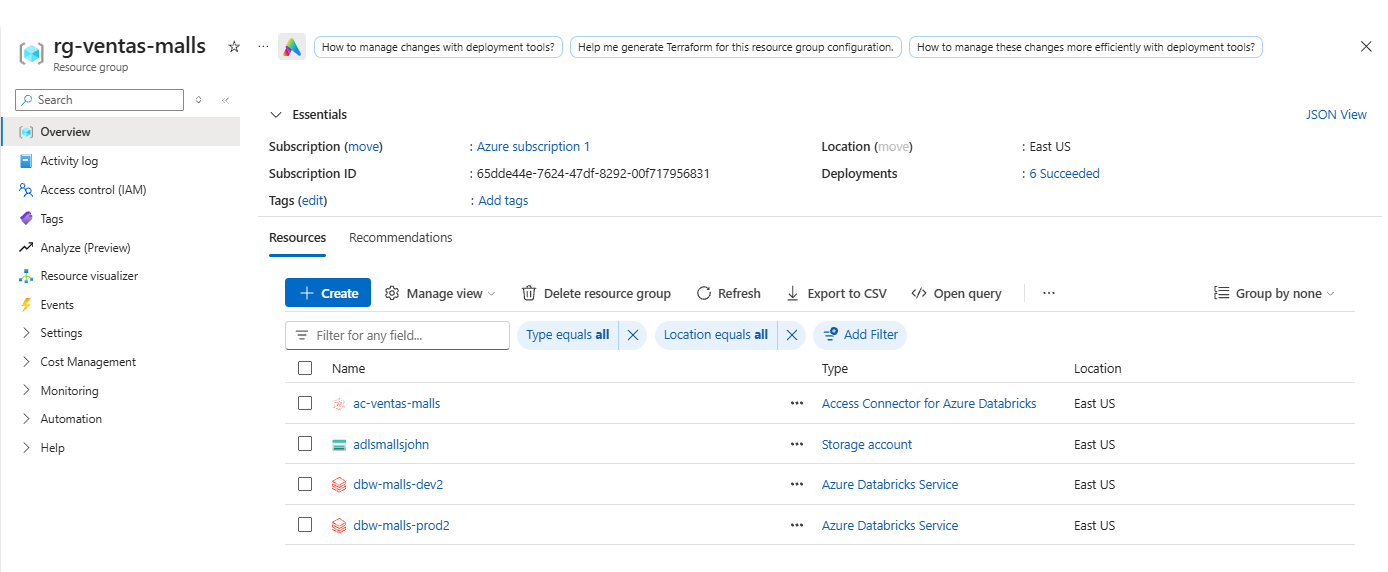 rg-ventas-malls
Resource group
How to manage changes with deployment tools?
Help me generate Terraform for this resource group configuration.
How to manage these changes more efficiently with deployment tools?
Search
Overview
Activity log
Access control (IAM)
Tags
Analyze (Preview)
Resource visualizer
Events
Settings
Cost Management
Monitoring
Automation
Help
Essentials
JSON View
Subscription (move) : Azure subscription 1
Location (move) : East US
Subscription ID : 65dde44e-7624-47df-8292-00f717956831
Deployments : 6 Succeeded
Tags (edit) : Add tags
Resources Recommendations
Create Manage view Delete resource group Refresh Export to CSV Open query Group by none
Filter for any field... Type equals all Location equals all Add Filter
Name Type Location
ac-ventas-malls Access Connector for Azure Databricks East US
adlsmallsjohn Storage account East US
dbw-malls-dev2 Azure Databricks Service East US
dbw-malls-prod2 Azure Databricks Service East US